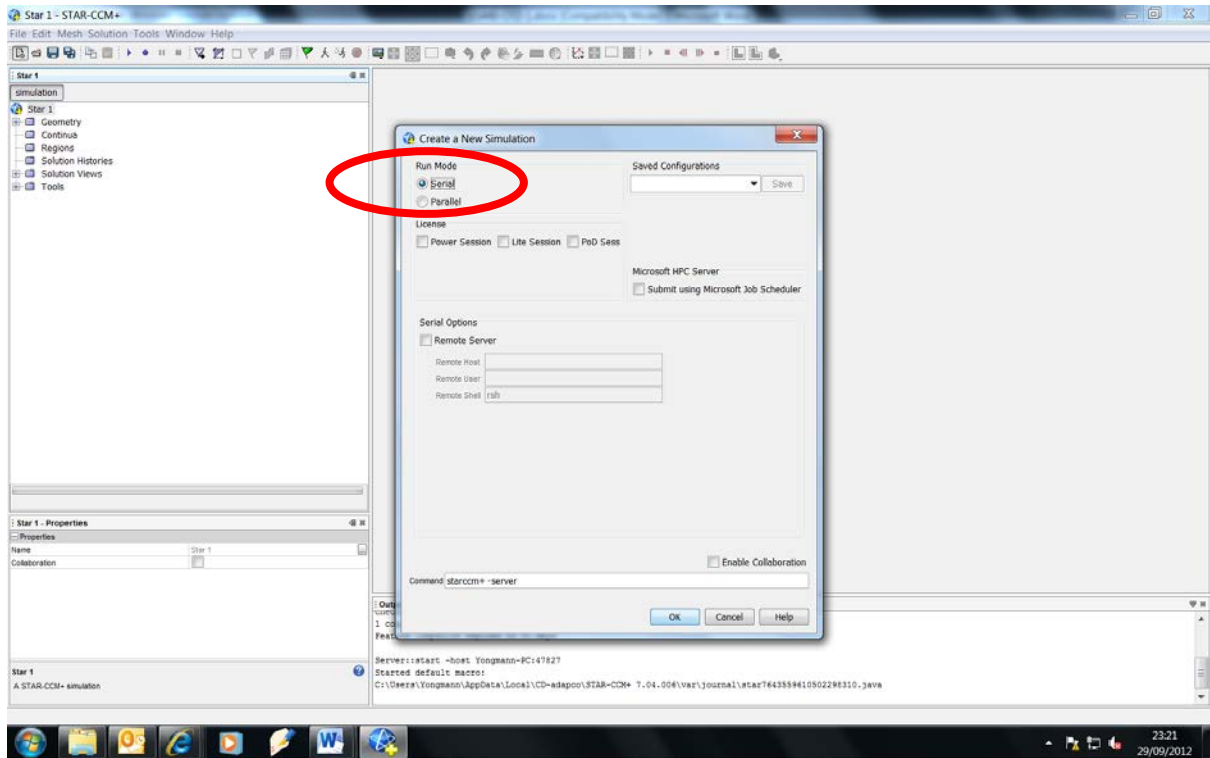 Star 1 - STAR-CCM+
File Edit Mesh Solution Tools Window Help
Star 1
simulation
Star 1
Geometry
Continua
Regions
Solution Histories
Solution Views
Tools
Create a New Simulation
Run Mode
Serial
Parallel
Saved Configurations
Save
License
Power Session Lite Session PoD Sess
Microsoft HPC Server
Submit using Microsoft Job Scheduler
Serial Options
Remote Server
Remote Host
Remote User
Remote Shell rsh
Enable Collaboration
Command starccm+ -server
OK Cancel Help
Star 1 - Properties
Properties
Name Star 1
Collaboration
Star 1
A STAR-CCM+ simulation
Outp
1 co
Feat
Server::start -host Yongmann-PC:47827
Started default macro:
C:\Users\Yongmann\AppData\Local\CD-adapco\STAR-CCM+ 7.04.006\var\journal\star7643559610502298310.java
23:21
29/09/2012